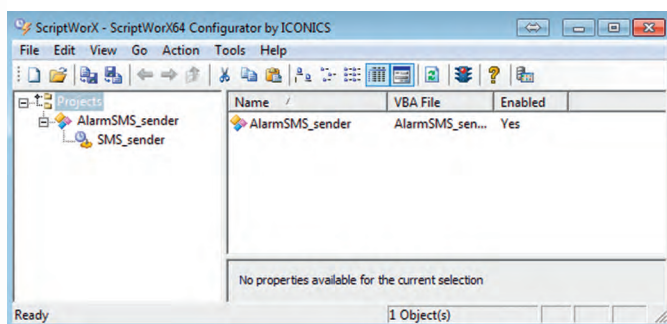 ScriptWorX - ScriptWorX64 Configurator by ICONICS
File Edit View Go Action Tools Help
Projects
AlarmSMS_sender
SMS_sender
Name / VBA File Enabled
AlarmSMS_sender AlarmSMS_sen... Yes
No properties available for the current selection
Ready 1 Object(s)